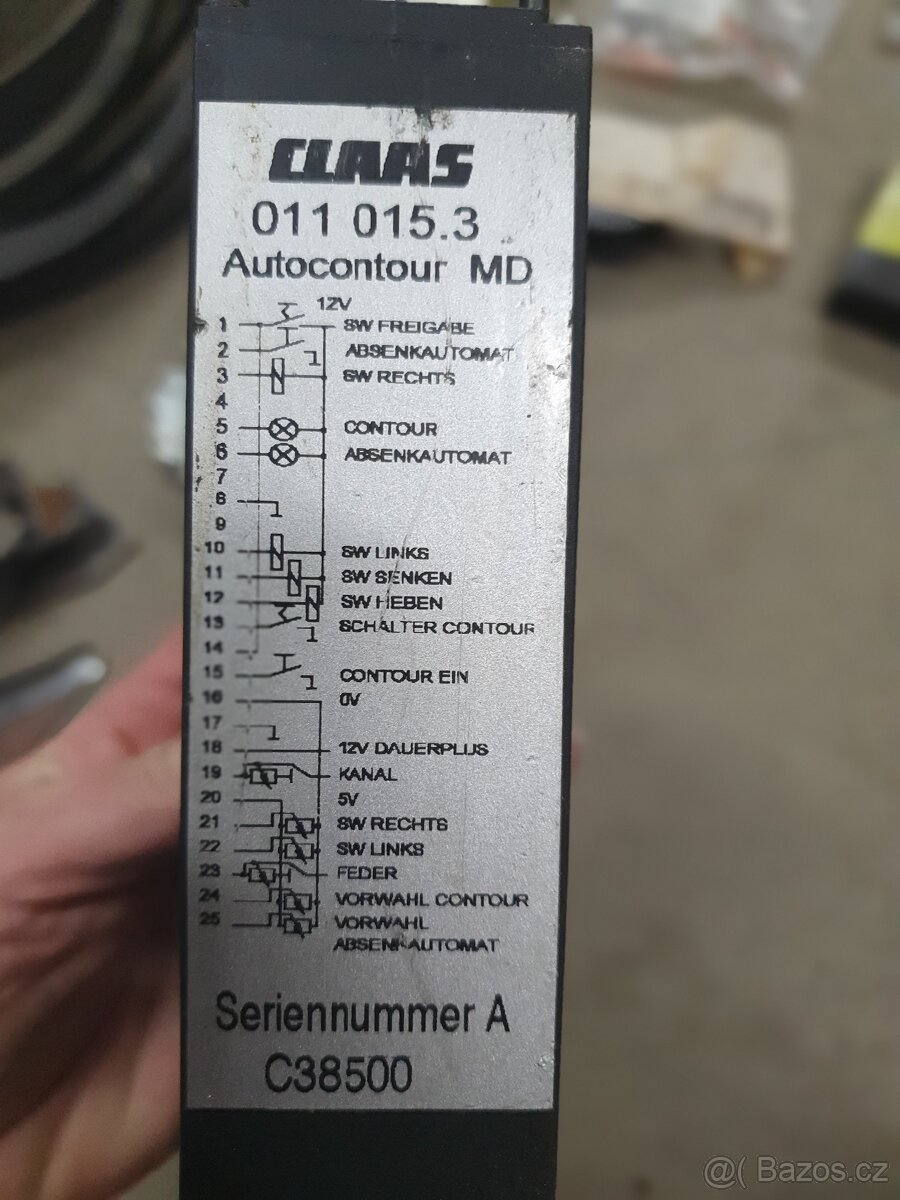 CLAAS
011 015.3
Autocontour MD
12V
1 SW FREIGABE
2 ABSENKAUTOMAT
3 SW RECHTS
4
5 CONTOUR
6 ABSENKAUTOMAT
7
8
9
10 SW LINKS
11 SW SENKEN
12 SW HEBEN
13 SCHALTER CONTOUR
14
15 CONTOUR EIN
16 0V
17
18 12V DAUERPLUS
19 KANAL
20 5V
21 SW RECHTS
22 SW LINKS
23 FEDER
24 VORWAHL CONTOUR
25 VORWAHL
ABSENKAUTOMAT
Seriennummer A
C38500
@( Bazos.cz